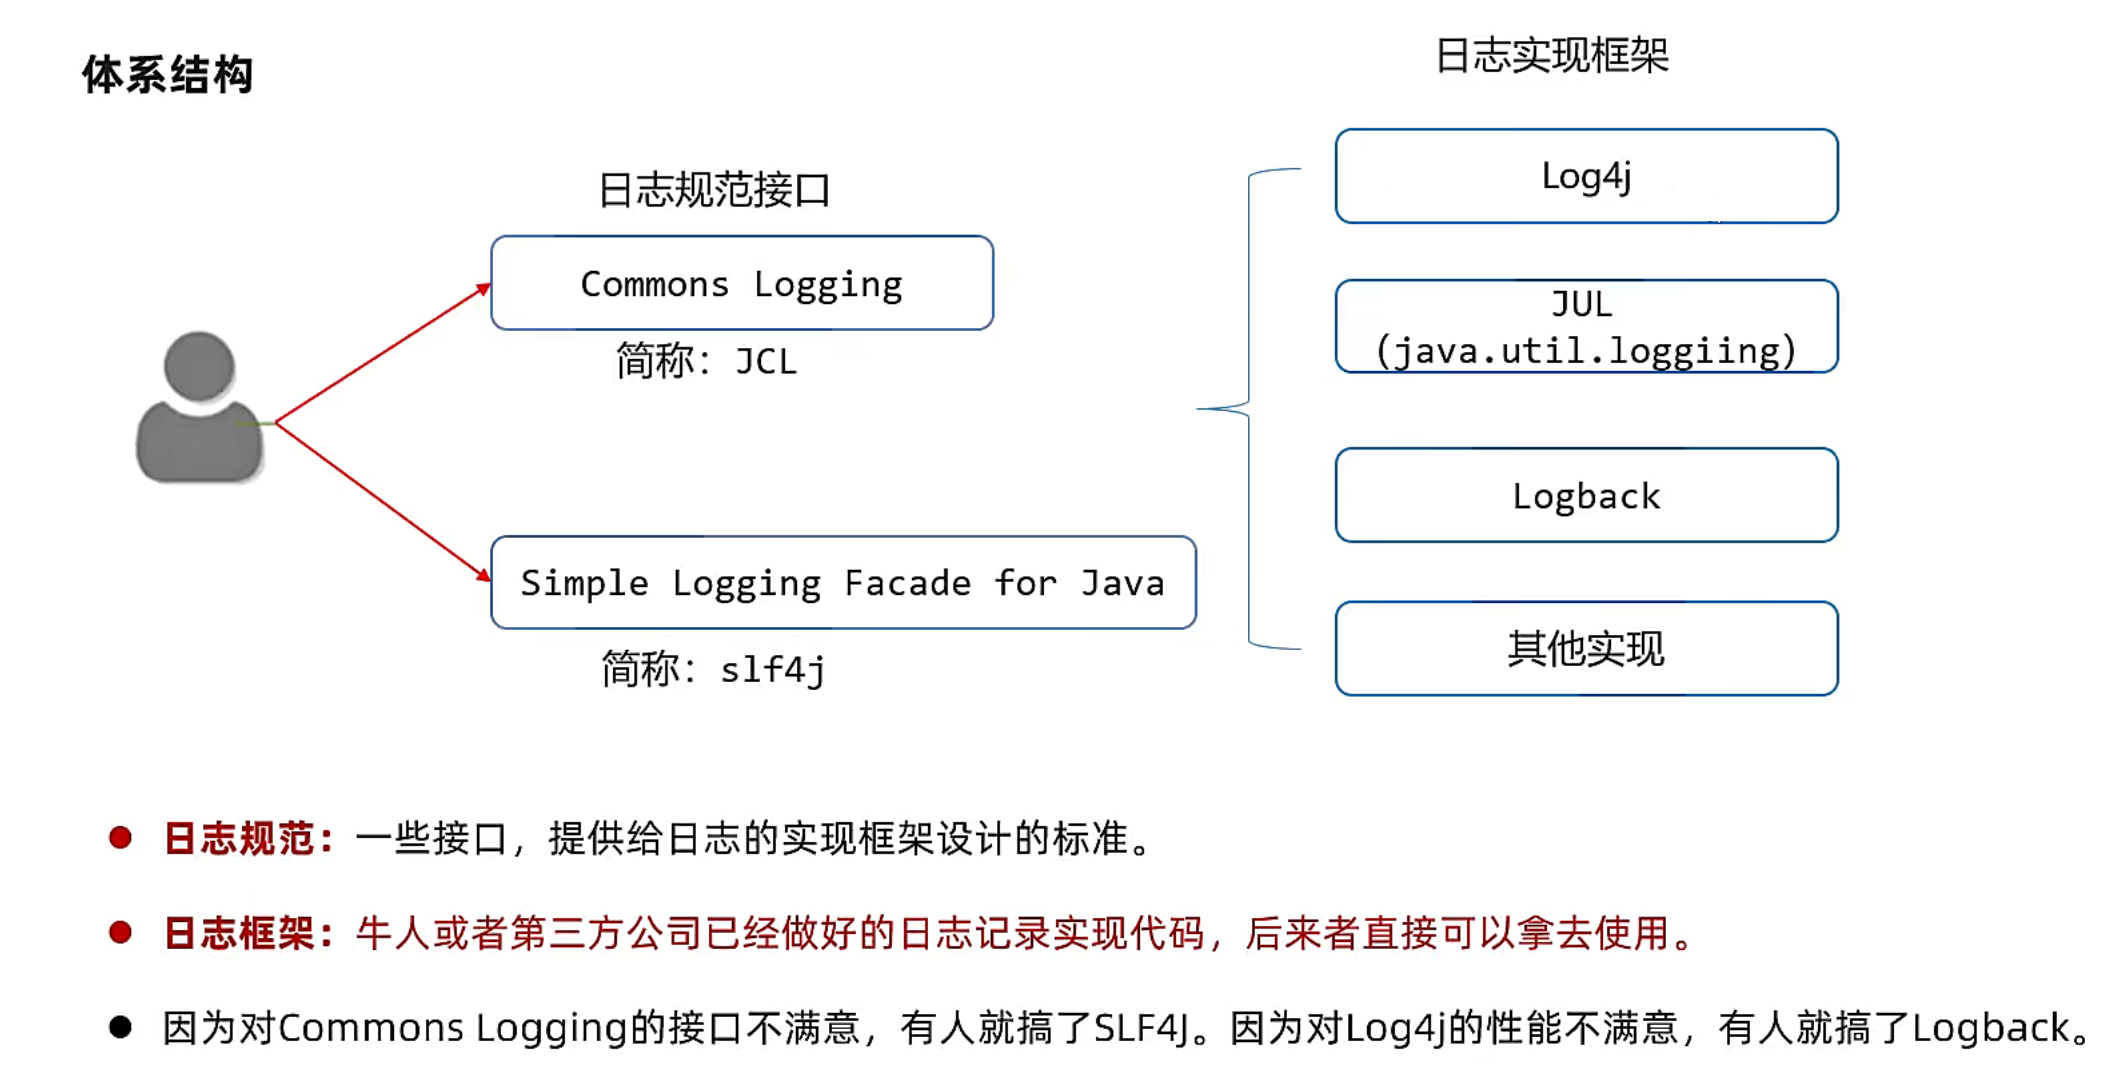 体系结构
日志规范接口
Commons Logging
简称：JCL
Simple Logging Facade for Java
简称：slf4j
日志实现框架
Log4j
JUL
(java.util.loggiing)
Logback
其他实现
日志规范：一些接口，提供给日志的实现框架设计的标准。
日志框架：牛人或者第三方公司已经做好的日志记录实现代码，后来者直接可以拿去使用。
因为对Commons Logging的接口不满意，有人就搞了SLF4J。因为对Log4j的性能不满意，有人就搞了Logback。